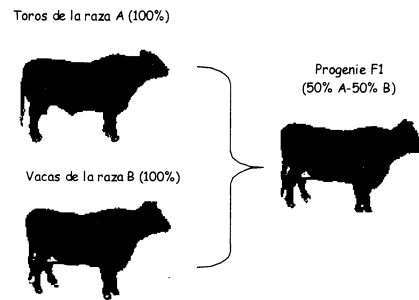 Toros de la raza A (100%)
Vacas de la raza B (100%)
Progenie F1
(50% A-50% B)